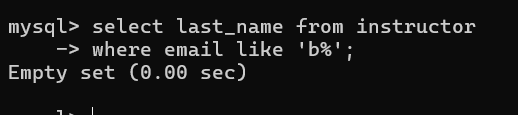 mysql> select last_name from instructor
    -> where email like 'b%';
Empty set (0.00 sec)